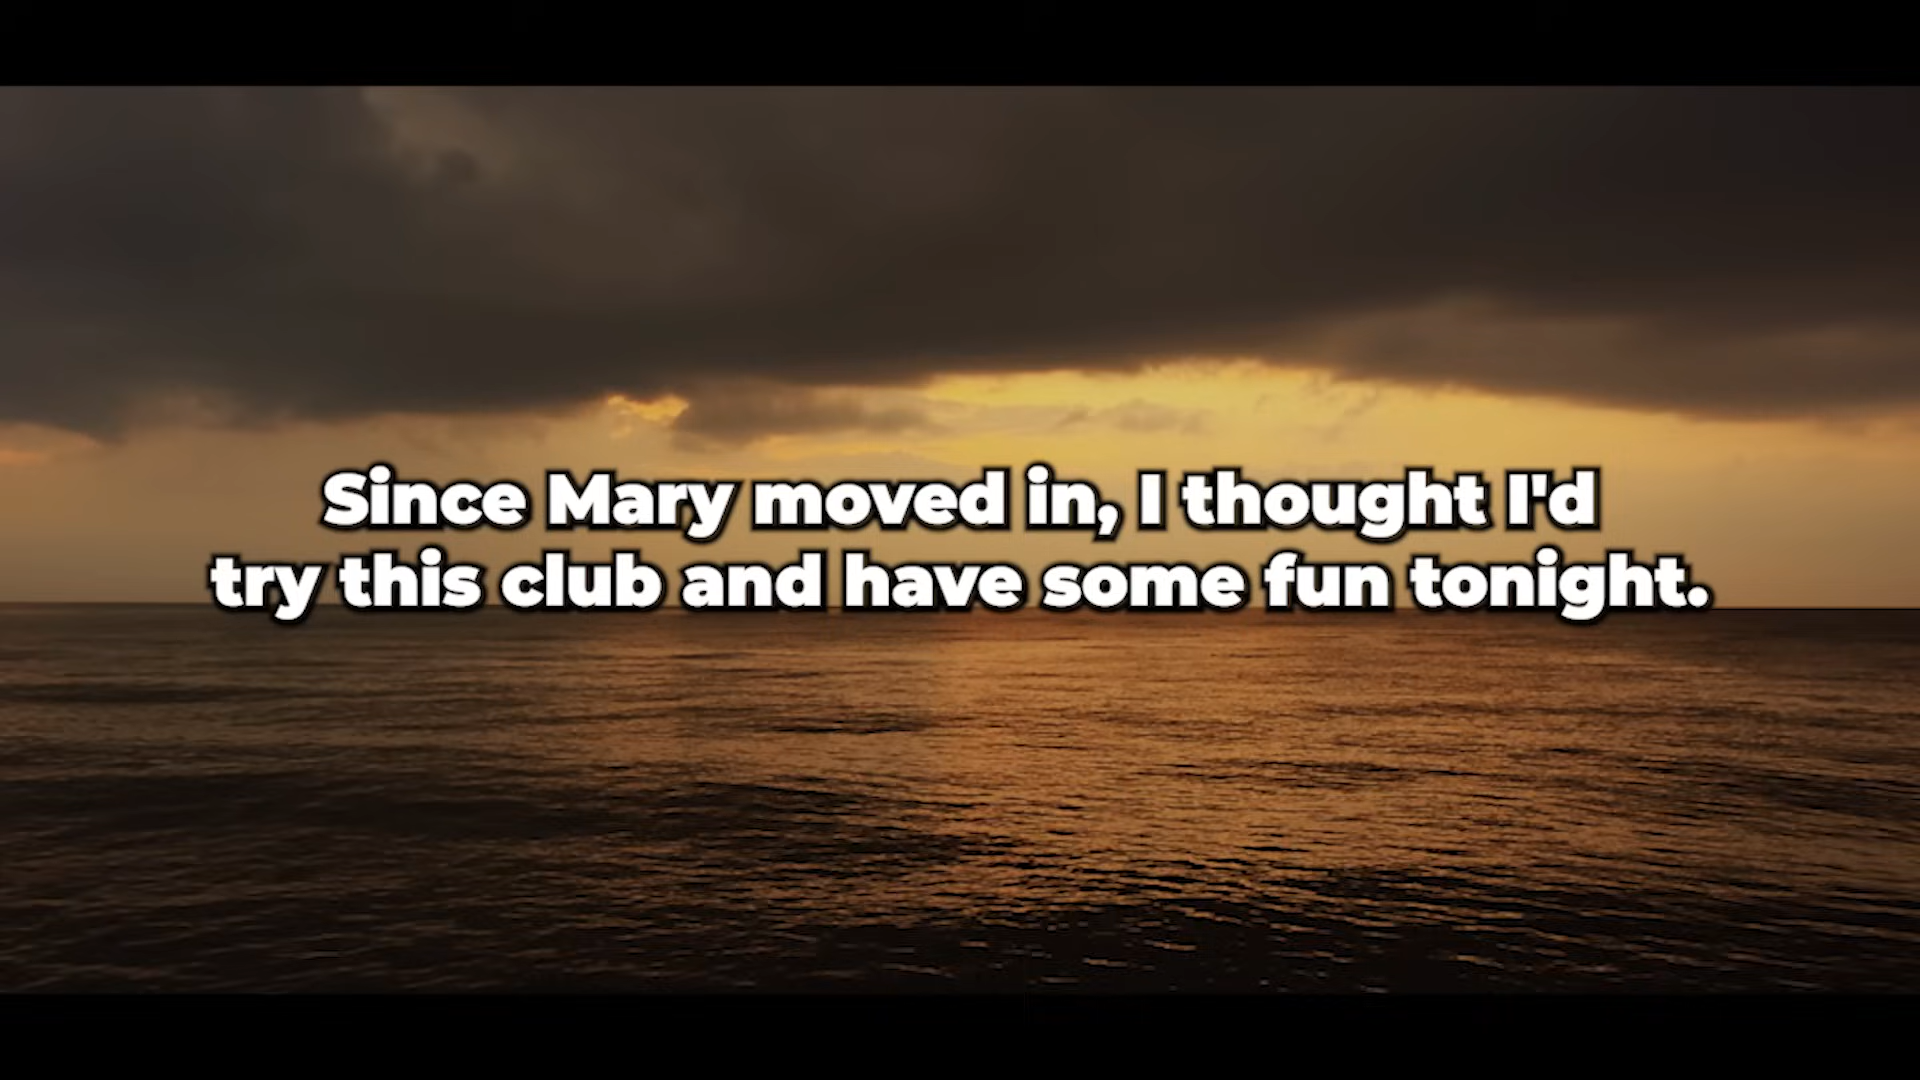 Since Mary moved in, I thought I'd
try this club and have some fun tonight.